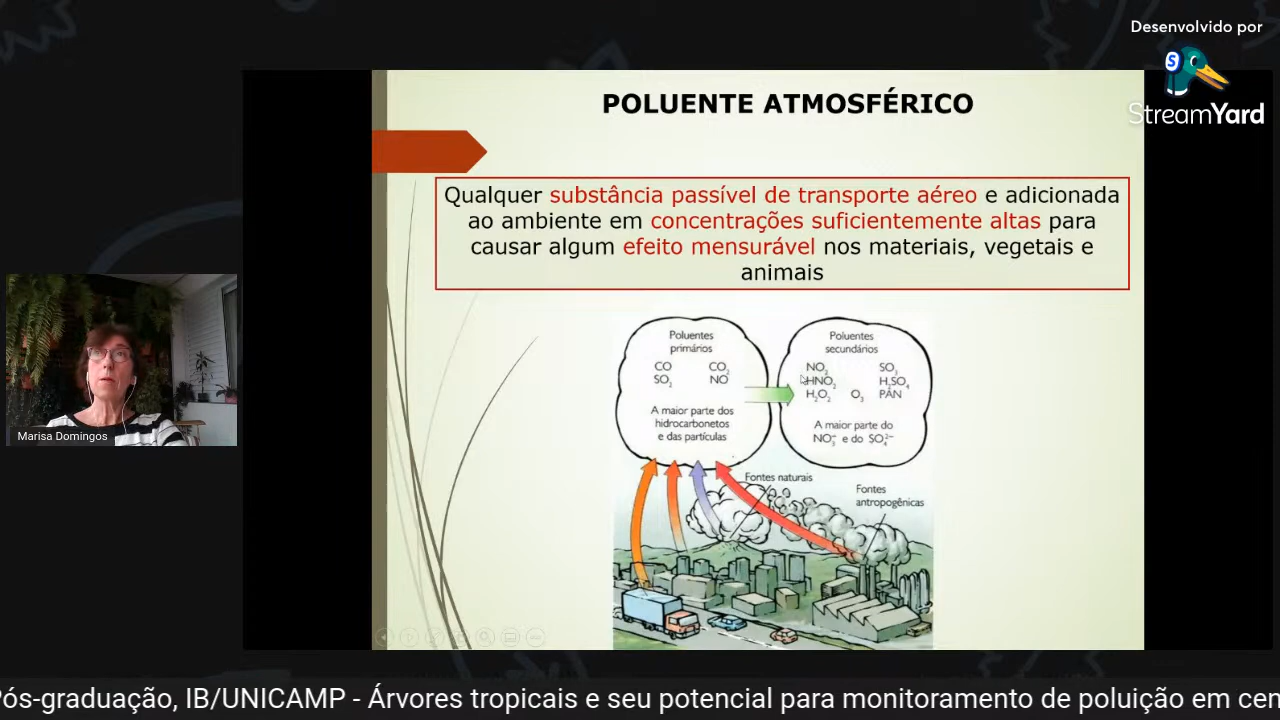 Desenvolvido por
StreamYard
POLUENTE ATMOSFÉRICO
Qualquer substância passível de transporte aéreo e adicionada
ao ambiente em concentrações suficientemente altas para
causar algum efeito mensurável nos materiais, vegetais e
animais
Poluentes
primários
CO CO₂
SO₂ NO
A maior parte dos
hidrocarbonetos
e das partículas
Poluentes
secundários
NO₂ SO₃
HNO₃ H₂SO₄
H₂O₂ O₃ PAN
A maior parte do
NO₃⁻ e do SO₄²⁻
Fontes naturais
Fontes
antropogênicas
Marisa Domingos
Pós-graduação, IB/UNICAMP - Árvores tropicais e seu potencial para monitoramento de poluição em cen